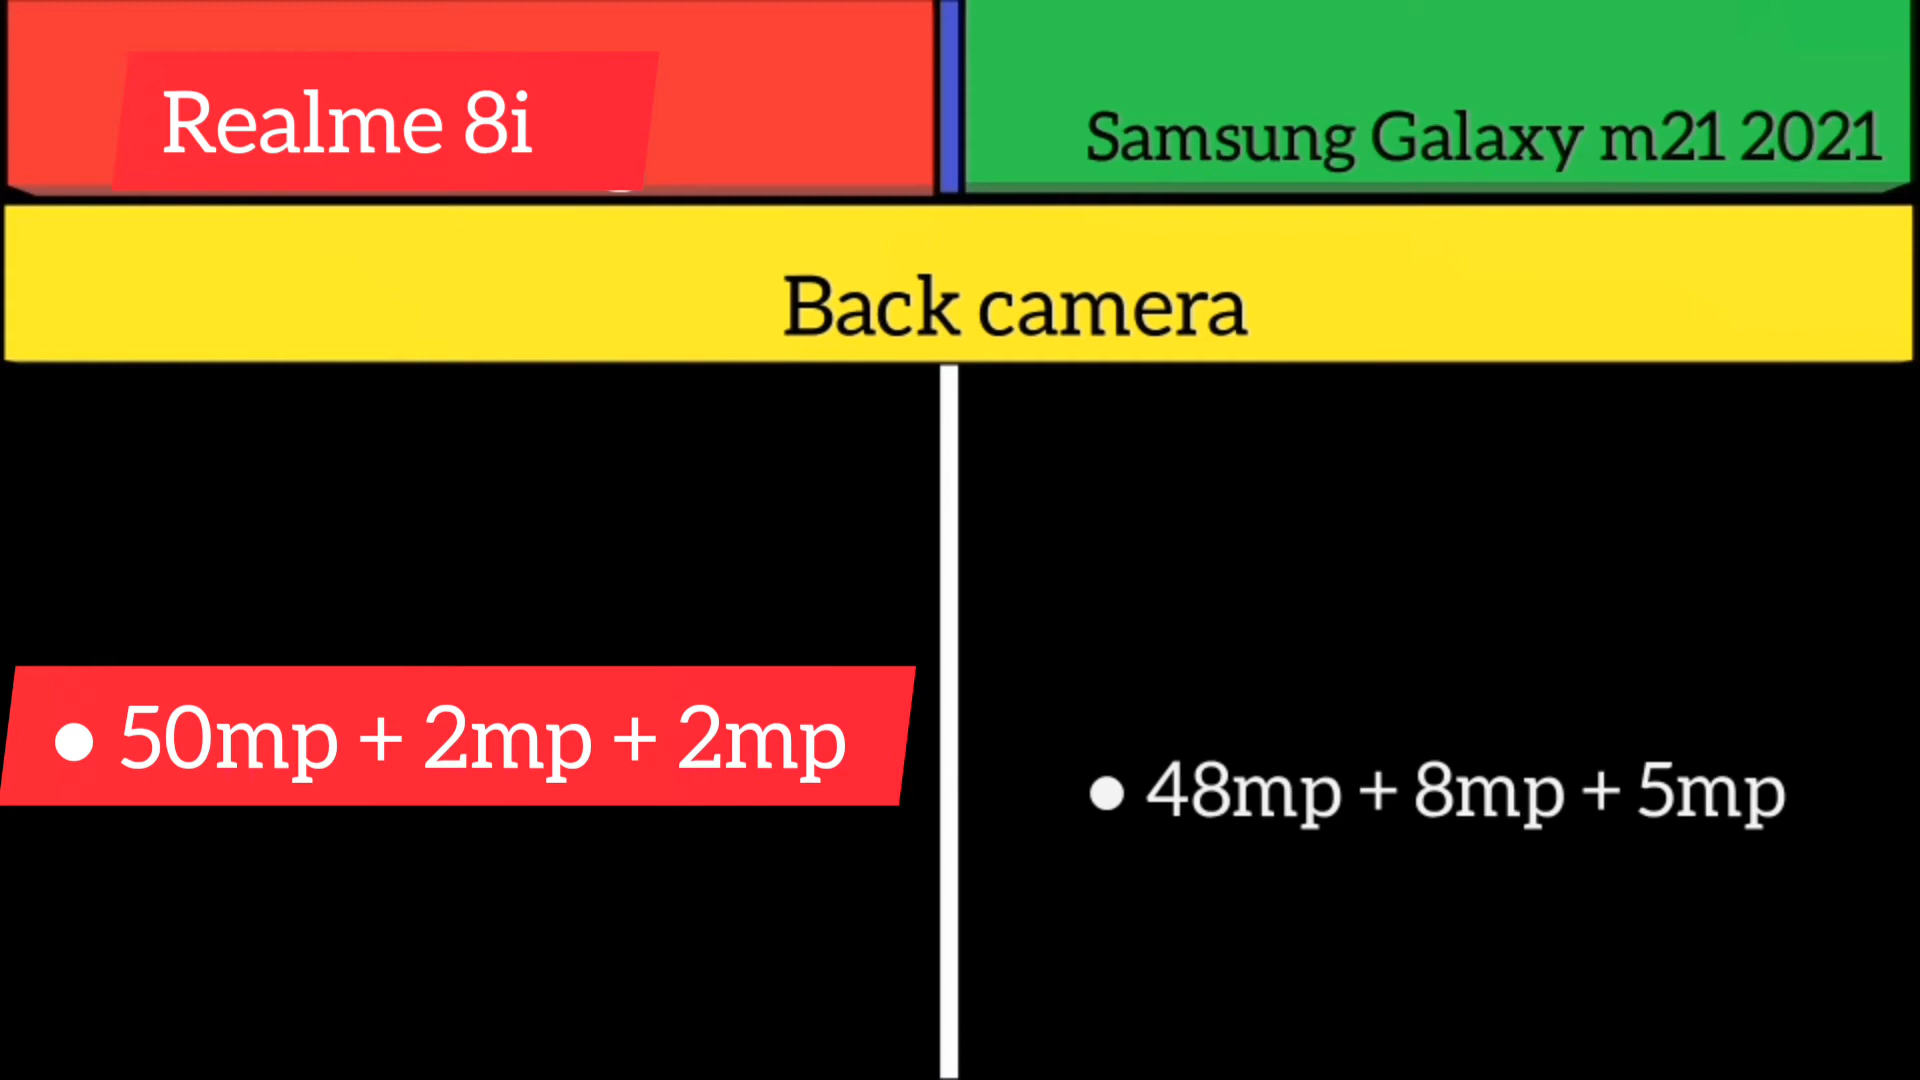 Realme 8i
Samsung Galaxy m21 2021
Back camera
● 50mp + 2mp + 2mp
● 48mp + 8mp + 5mp